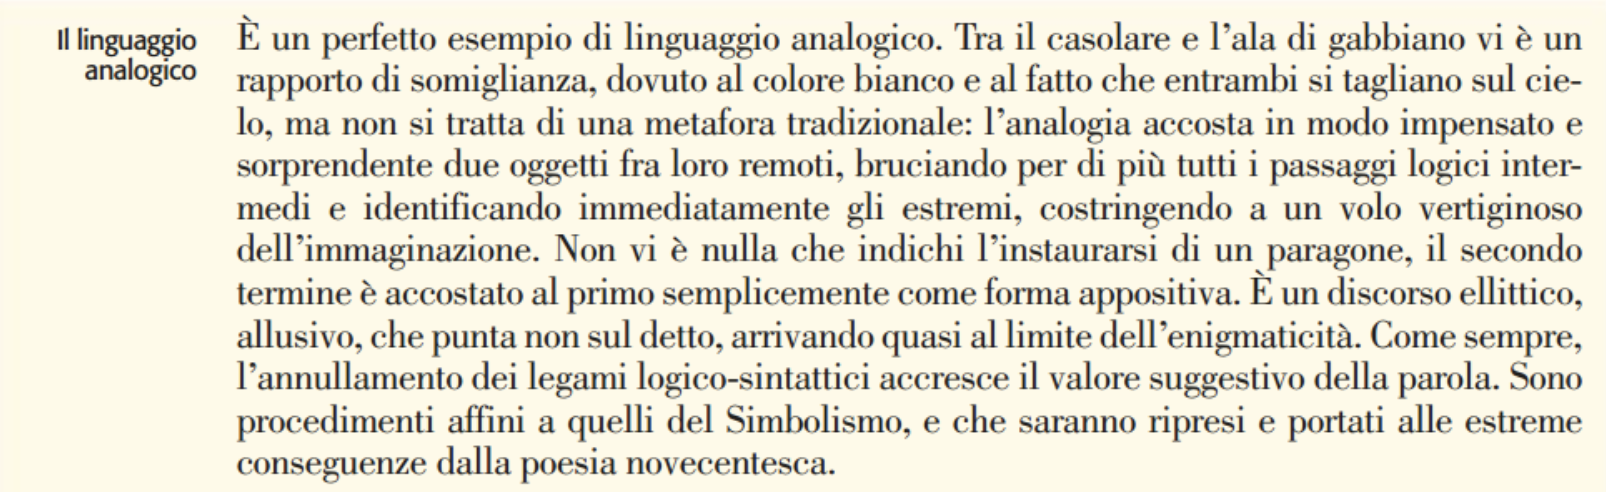 Il linguaggio
analogico
È un perfetto esempio di linguaggio analogico. Tra il casolare e l’ala di gabbiano vi è un
rapporto di somiglianza, dovuto al colore bianco e al fatto che entrambi si tagliano sul cie-
lo, ma non si tratta di una metafora tradizionale: l’analogia accosta in modo impensato e
sorprendente due oggetti fra loro remoti, bruciando per di più tutti i passaggi logici inter-
medi e identificando immediatamente gli estremi, costringendo a un volo vertiginoso
dell’immaginazione. Non vi è nulla che indichi l’instaurarsi di un paragone, il secondo
termine è accostato al primo semplicemente come forma appositiva. È un discorso ellittico,
allusivo, che punta non sul detto, arrivando quasi al limite dell’enigmaticità. Come sempre,
l’annullamento dei legami logico-sintattici accresce il valore suggestivo della parola. Sono
procedimenti affini a quelli del Simbolismo, e che saranno ripresi e portati alle estreme
conseguenze dalla poesia novecentesca.